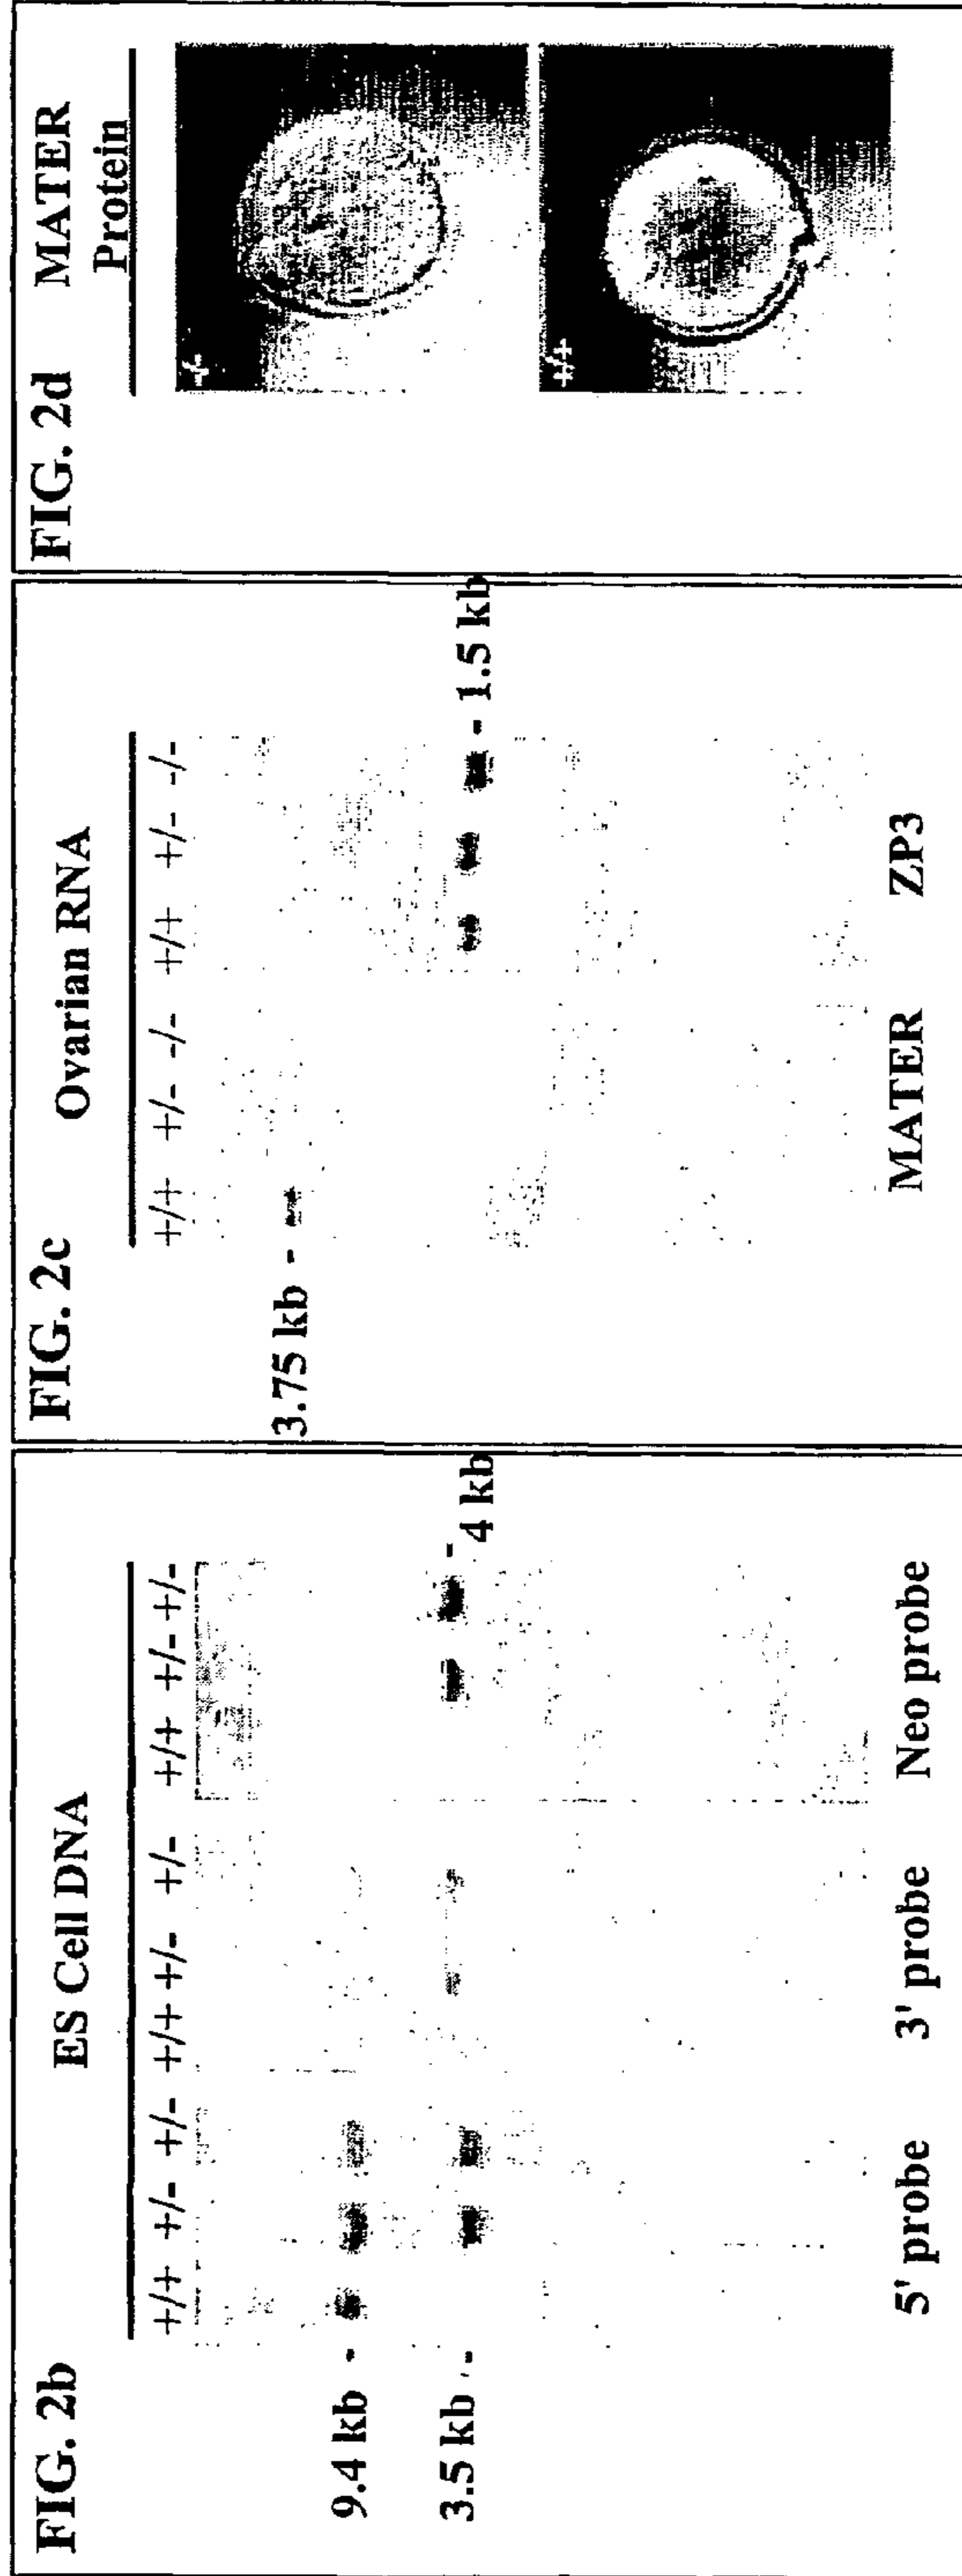 FIG. 2b
ES Cell DNA
+/+ +/- +/- +/+ +/- +/- +/+ +/- +/-
9.4 kb -
3.5 kb -
- 4 kb
5' probe 3' probe Neo probe
FIG. 2c
Ovarian RNA
+/+ +/- -/- +/+ +/- -/-
3.75 kb -
- 1.5 kb
MATER ZP3
FIG. 2d
MATER
Protein
-/-
+/+